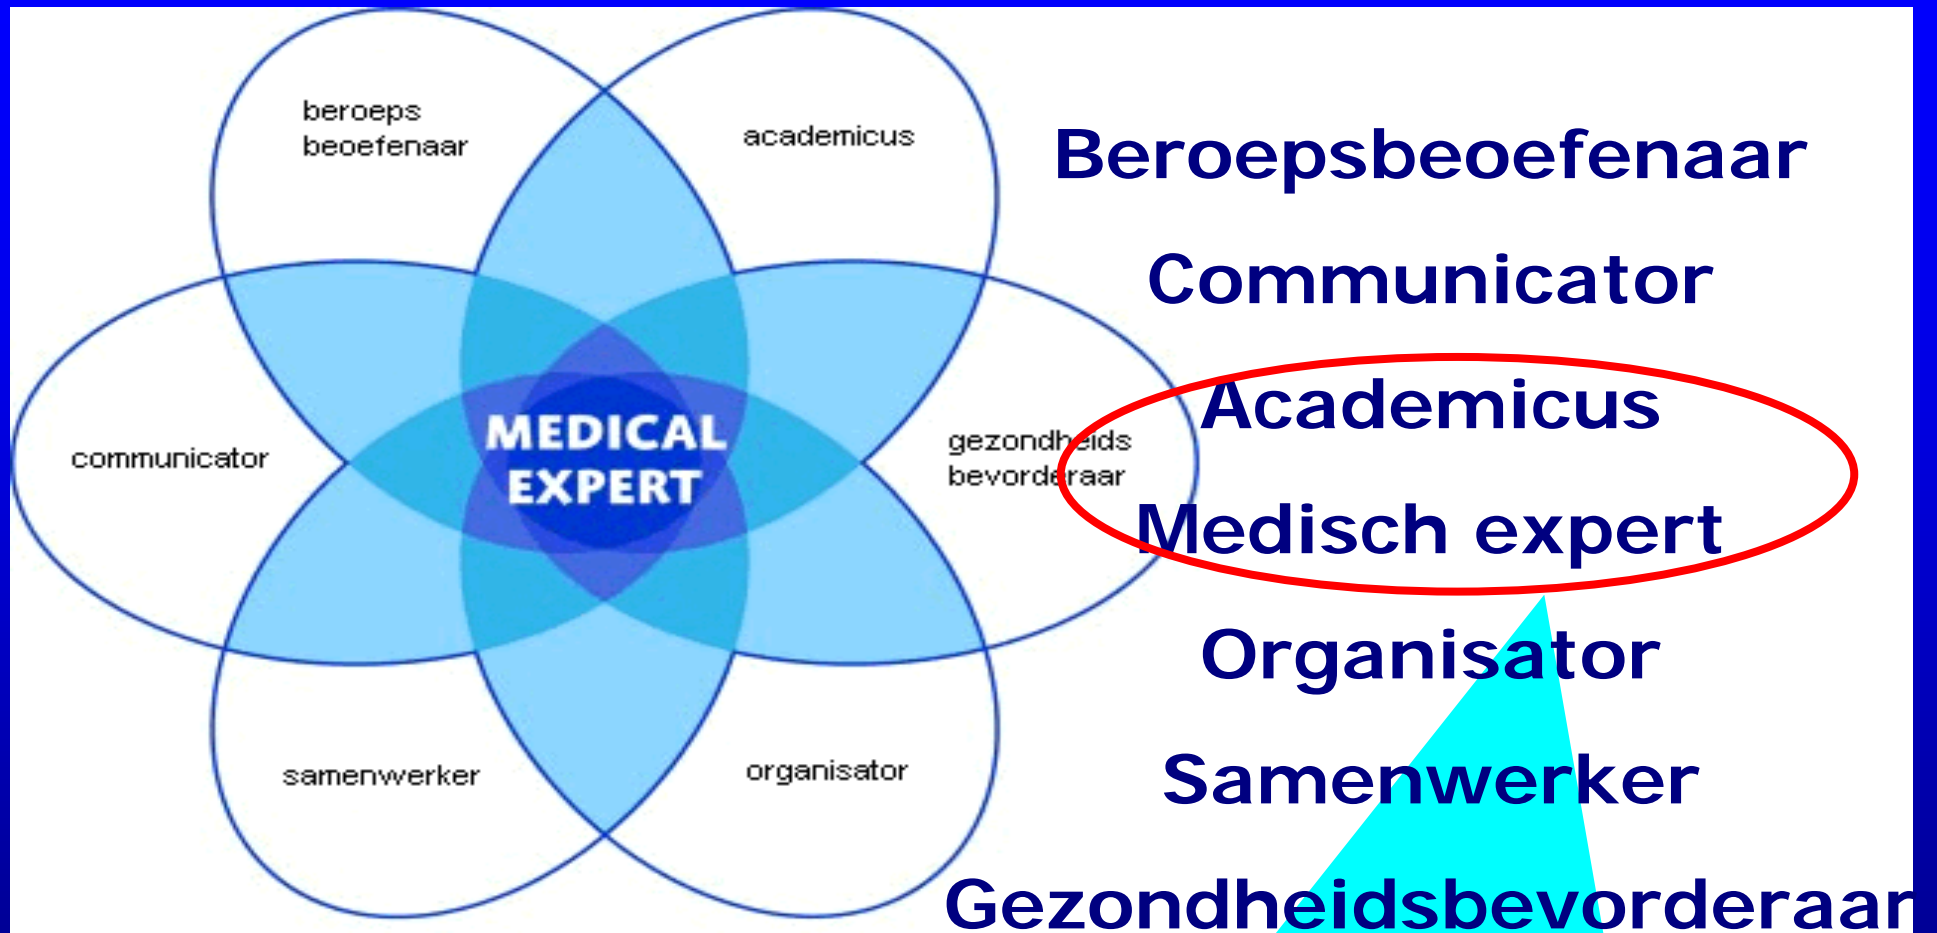 beroeps
beoefenaar
academicus
communicator
MEDICAL
EXPERT
gezondheids
bevorderaar
samenwerker
organisator
Beroepsbeoefenaar
Communicator
Academicus
Medisch expert
Organisator
Samenwerker
Gezondheidsbevorderaar